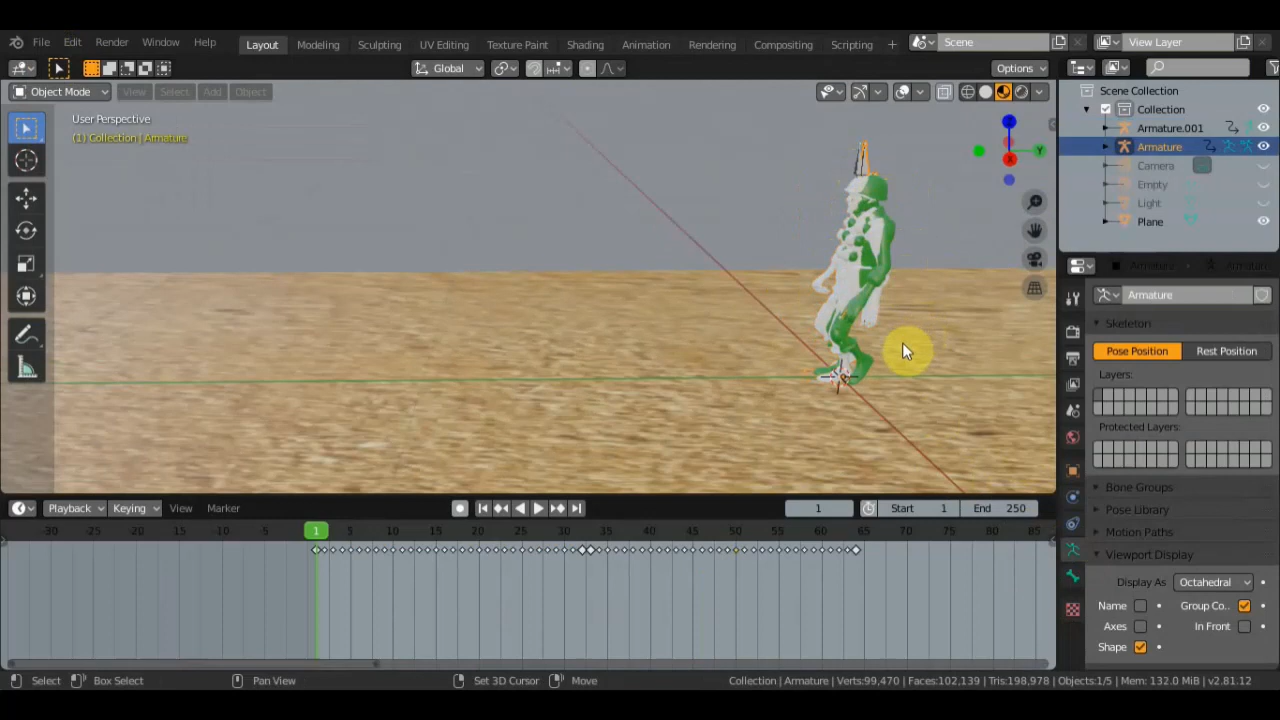 File Edit Render Window Help Layout Modeling Sculpting UV Editing Texture Paint Shading Animation Rendering Compositing Scripting + Scene View Layer
Global Options
Object Mode View Select Add Object
Scene Collection
Collection
Armature.001
Armature
Camera
Empty
Light
Plane
User Perspective
(1) Collection | Armature
Z
Y
X
Armature
Skeleton
Pose Position Rest Position
Layers:
Protected Layers:
Bone Groups
Pose Library
Motion Paths
Viewport Display
Display As Octahedral
Name Group Co..
Axes In Front
Shape
Playback Keying View Marker 1 Start 1 End 250
-30 -25 -20 -15 -10 -5 1 5 10 15 20 25 30 35 40 45 50 55 60 65 70 75 80 85
Select Box Select Pan View Set 3D Cursor Move Collection | Armature | Verts:99,470 | Faces:102,139 | Tris:198,978 | Objects:1/5 | Mem: 132.0 MiB | v2.81.12